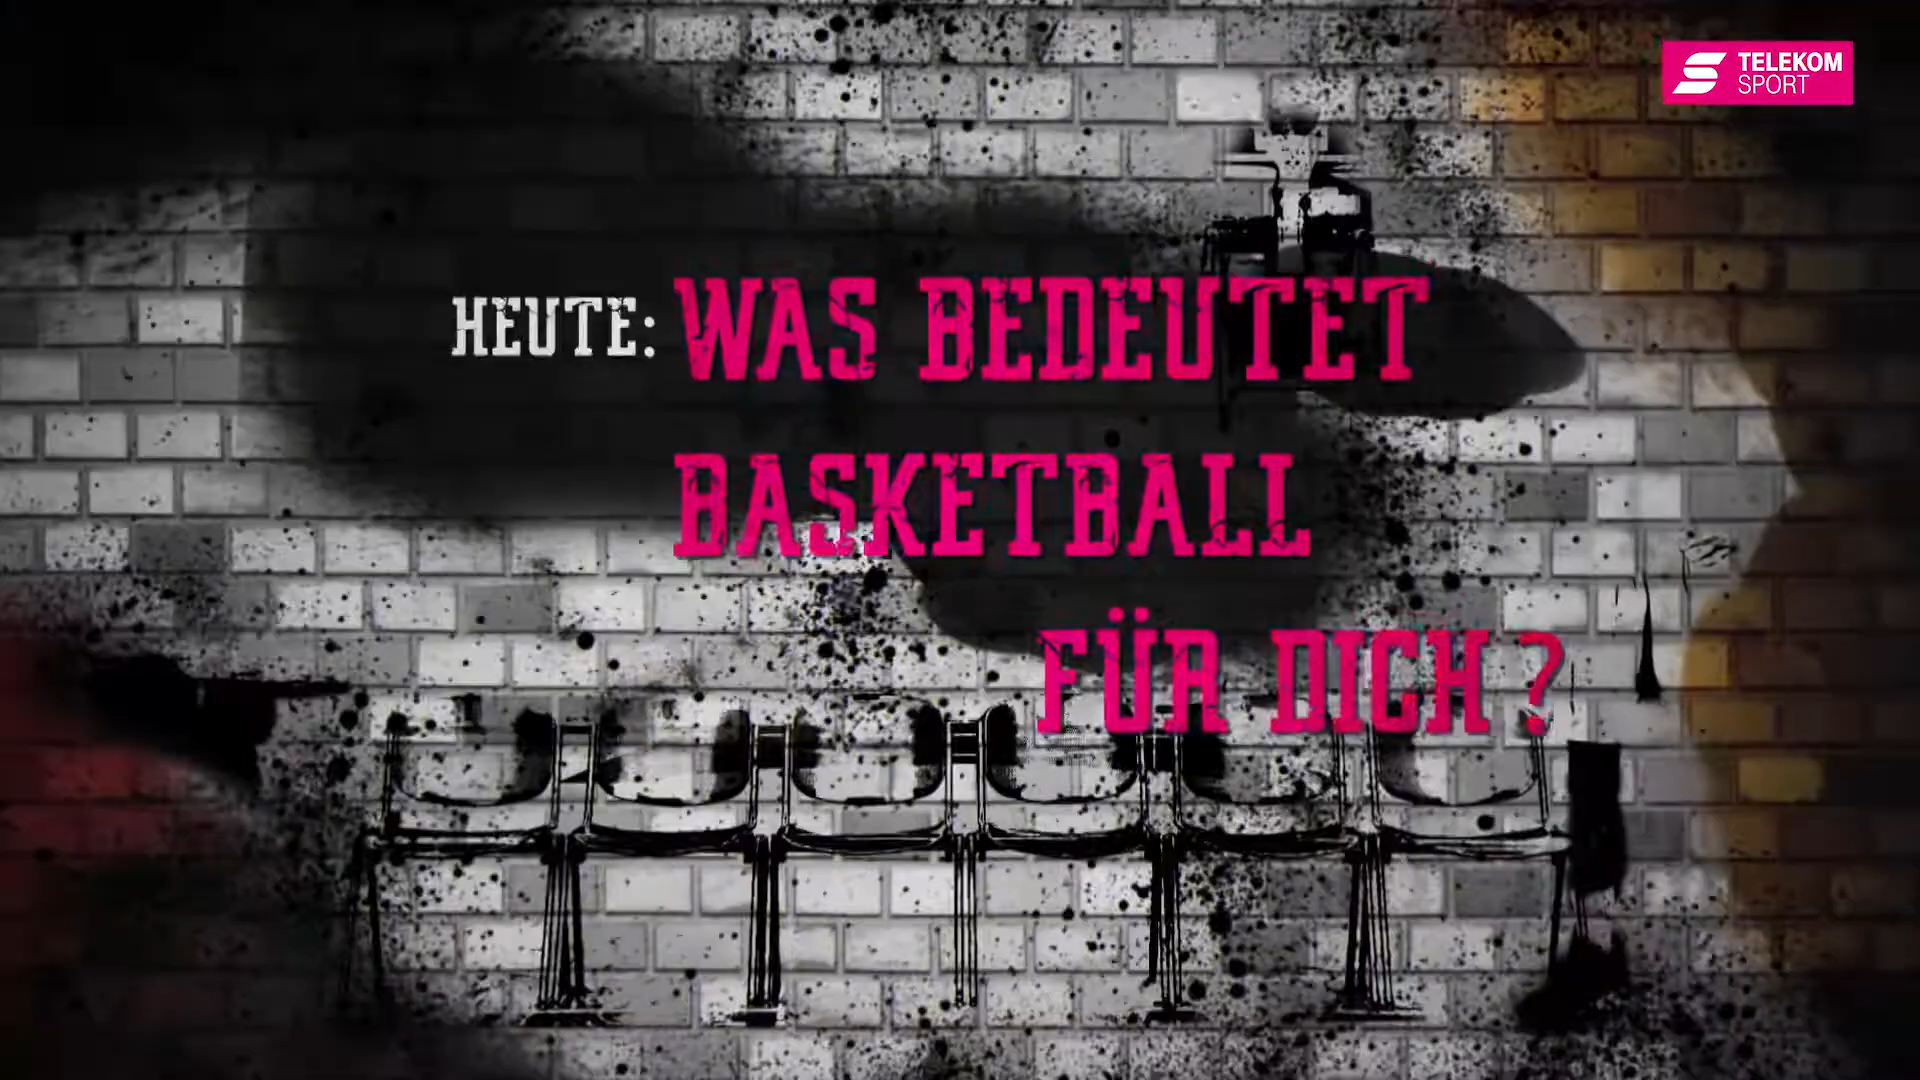 TELEKOM
SPORT
HEUTE: WAS BEDEUTET
BASKETBALL
FÜR DICH?